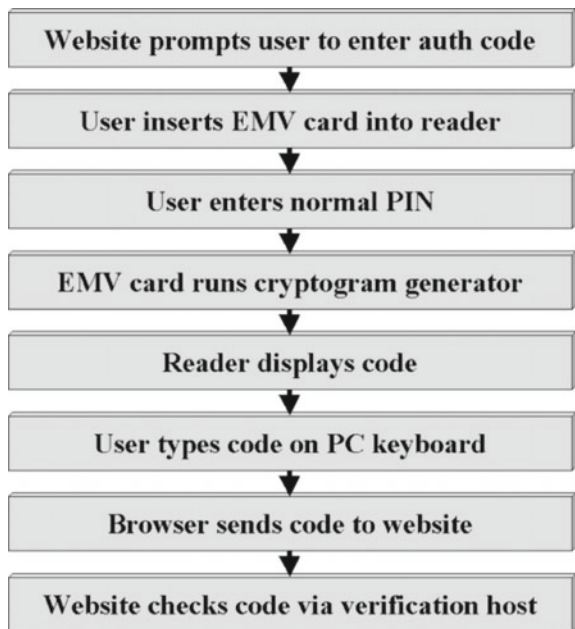 Website prompts user to enter auth code
User inserts EMV card into reader
User enters normal PIN
EMV card runs cryptogram generator
Reader displays code
User types code on PC keyboard
Browser sends code to website
Website checks code via verification host